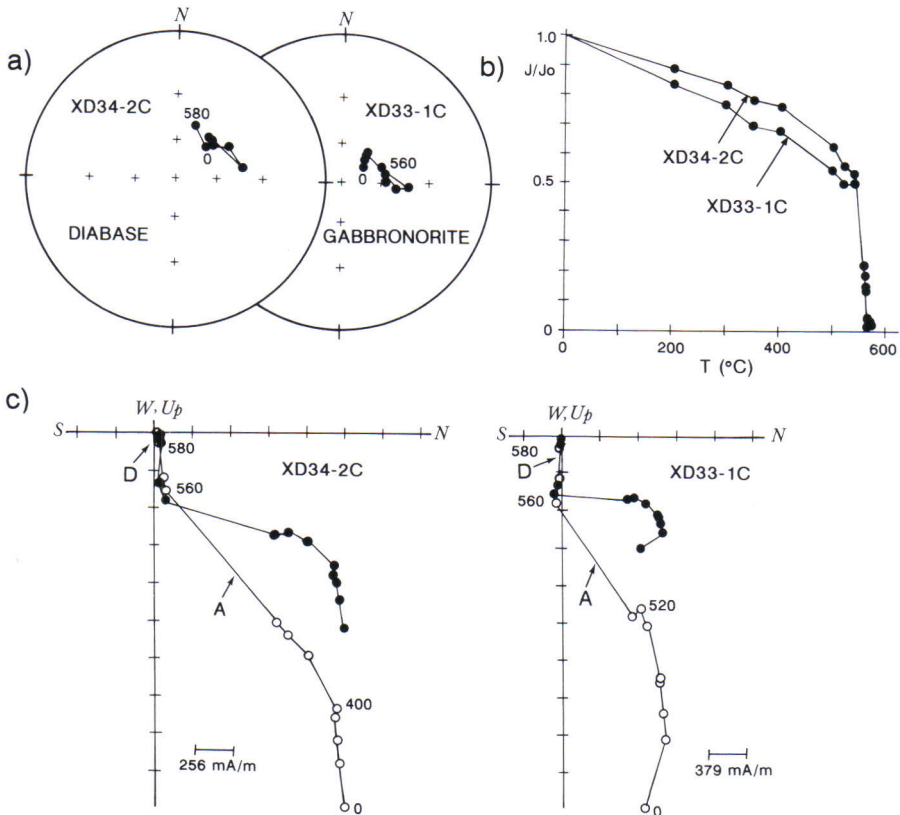 a)
N
XD34-2C
580
0
DIABASE
N
XD33-1C
560
0
GABBRONORITE
b)
1.0
J/Jo
0.5
0
XD34-2C
XD33-1C
200
400
600
0
T (°C)
c)
W, Up
S
N
D
580
560
XD34-2C
A
400
256 mA/m
0
W, Up
S
N
580
D
560
XD33-1C
A
520
379 mA/m
0